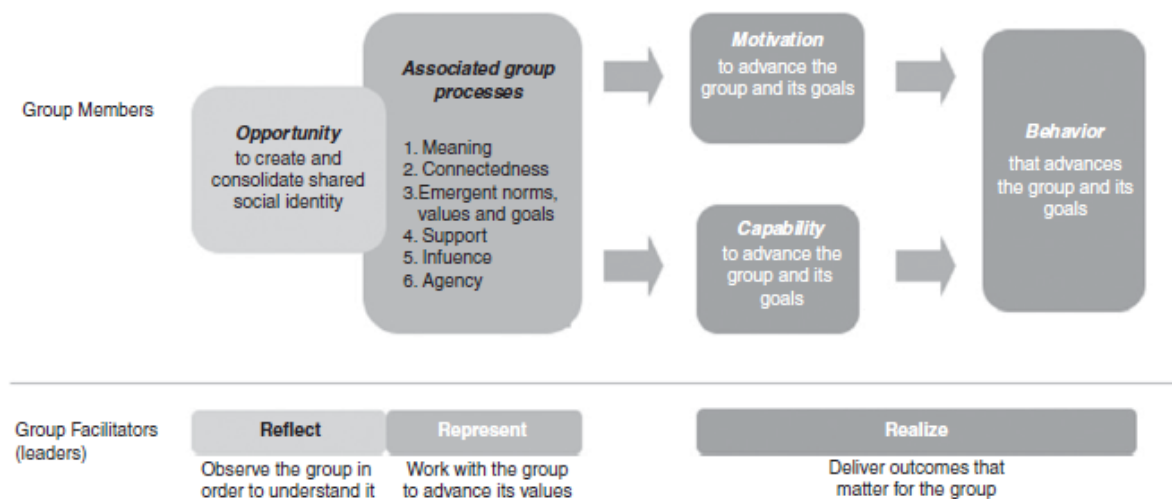 Group Members
Opportunity
to create and
consolidate shared
social identity
Associated group
processes
1. Meaning
2. Connectedness
3.Emergent norms,
values and goals
4. Support
5. Infuence
6. Agency
Motivation
to advance the
group and its goals
Capability
to advance the
group and its
goals
Behavior
that advances
the group and its
goals
Group Facilitators
(leaders)
Reflect
Observe the group in
order to understand it
Represent
Work with the group
to advance its values
Realize
Deliver outcomes that
matter for the group